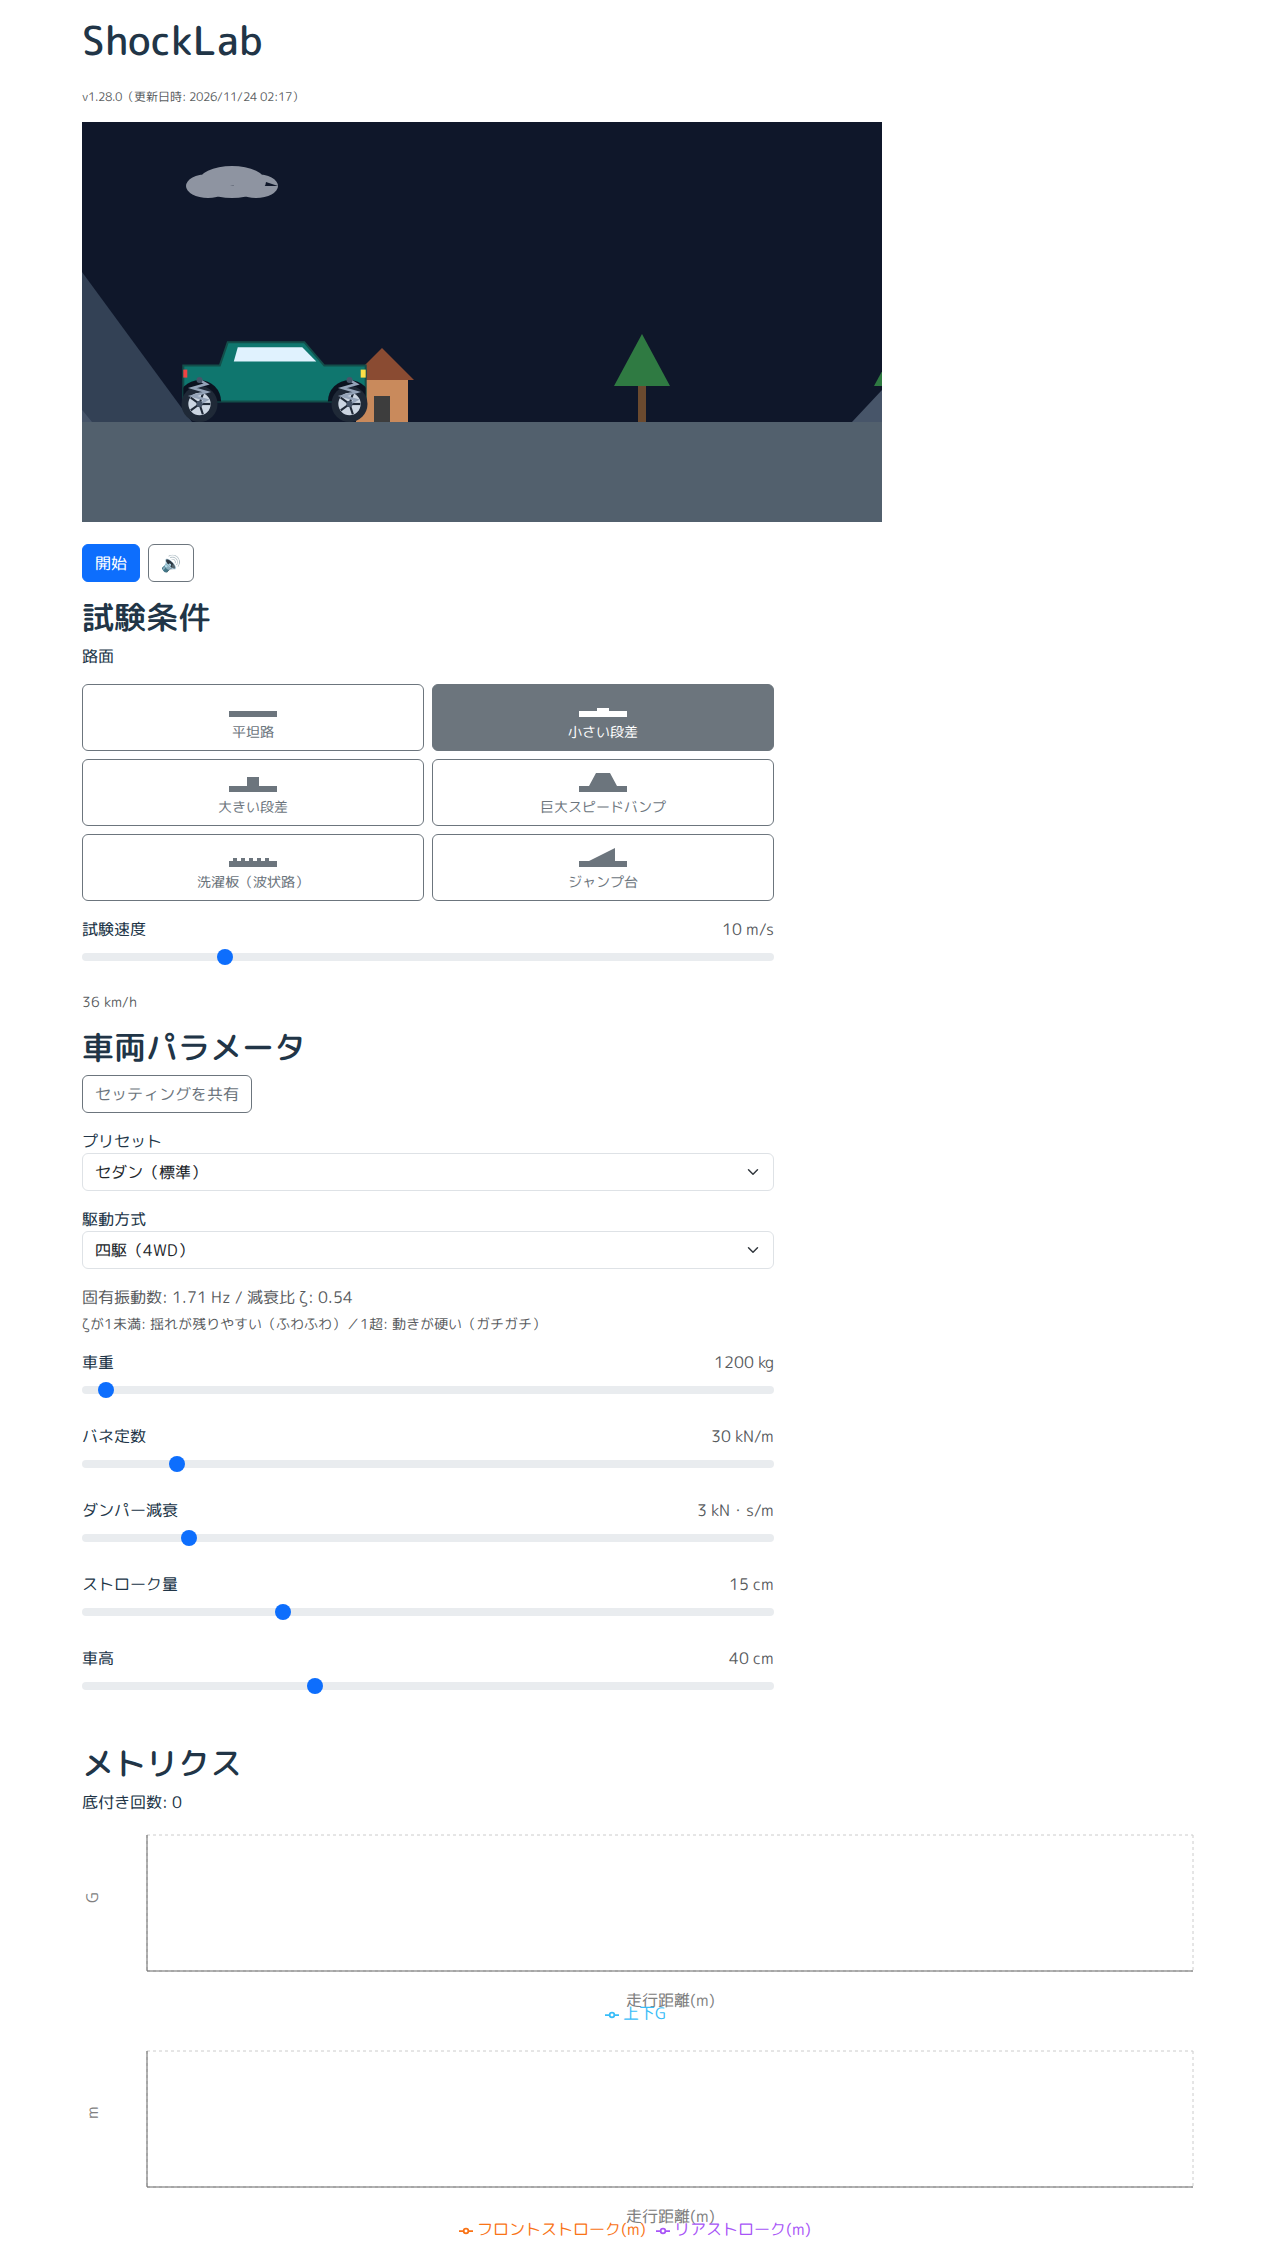 ShockLab
v1.28.0（更新日時: 2026/11/24 02:17）
開始
試験条件
路面
平坦路
小さい段差
大きい段差
巨大スピードバンプ
洗濯板（波状路）
ジャンプ台
試験速度
10 m/s
36 km/h
車両パラメータ
セッティングを共有
プリセット
セダン（標準）
駆動方式
四駆（4WD）
固有振動数: 1.71 Hz / 減衰比 ζ: 0.54
ζが1未満: 揺れが残りやすい（ふわふわ）／1超: 動きが硬い（ガチガチ）
車重
1200 kg
バネ定数
30 kN/m
ダンパー減衰
3 kN・s/m
ストローク量
15 cm
車高
40 cm
メトリクス
底付き回数: 0
G
走行距離(m)
上下G
m
走行距離(m)
フロントストローク(m) リアストローク(m)